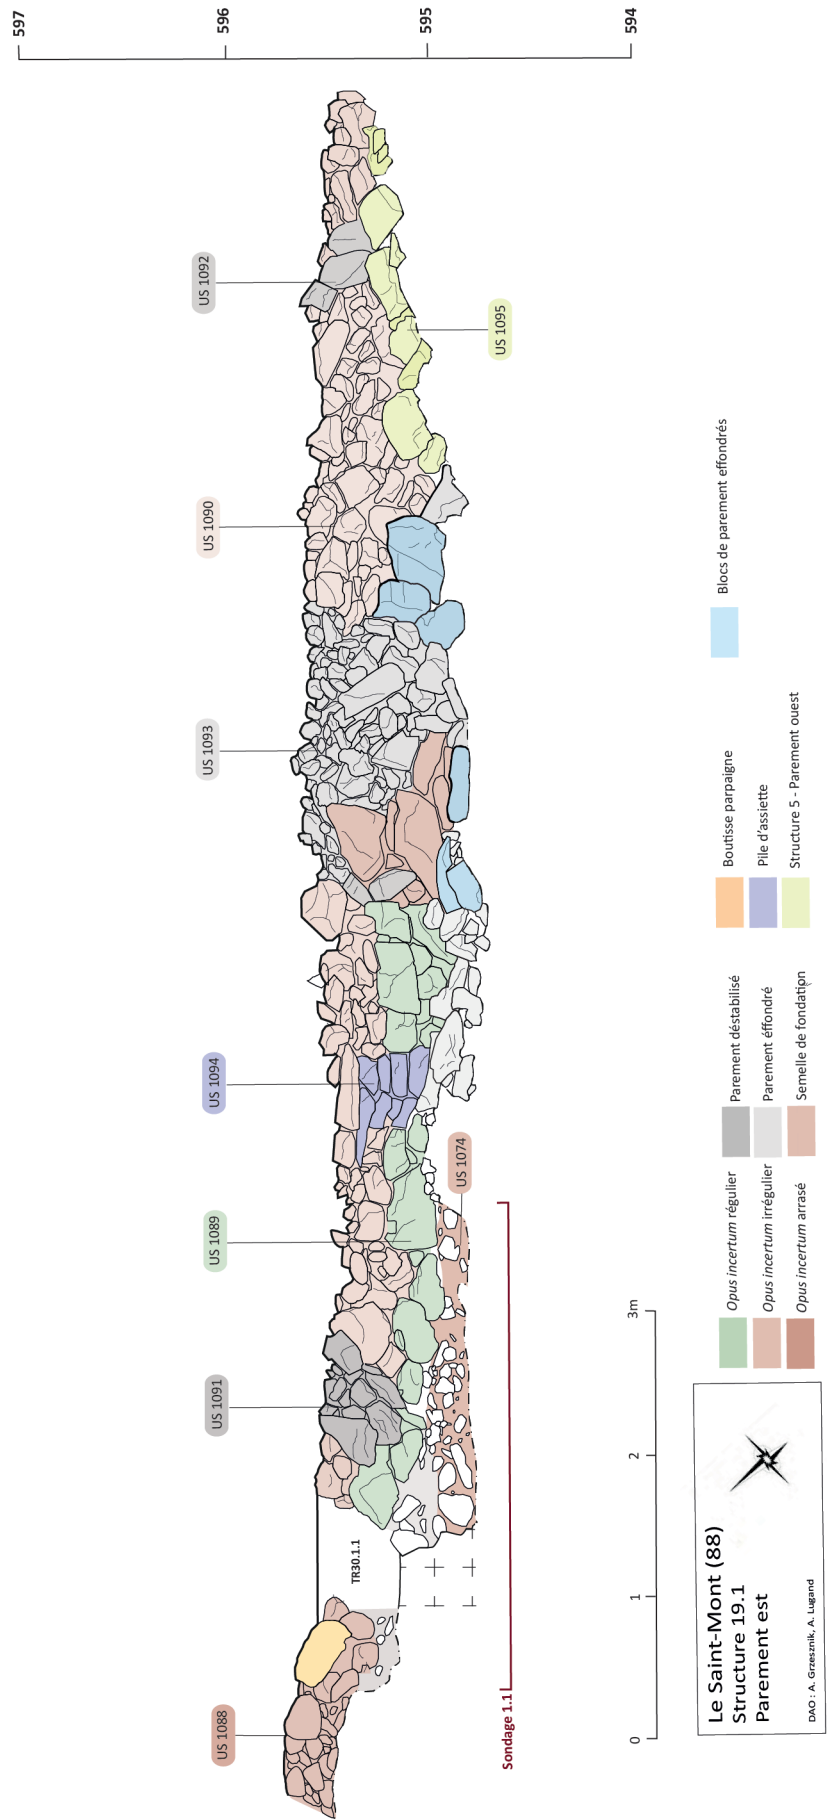 597
596
595
594
US 1088
US 1091
US 1089
US 1094
US 1093
US 1090
US 1092
TR30.1.1
US 1074
US 1095
Sondage 1.1
0
1
2
3m
Le Saint-Mont (88)
Structure 19.1
Parement est
DAO : A. Grzesznik, A. Lugand
Opus incertum régulier
Opus incertum irrégulier
Opus incertum arrasé
Parement déstabilisé
Parement éffondré
Semelle de fondation
Boutisse parpaigne
Pile d'assiette
Structure 5 - Parement ouest
Blocs de parement effondrés